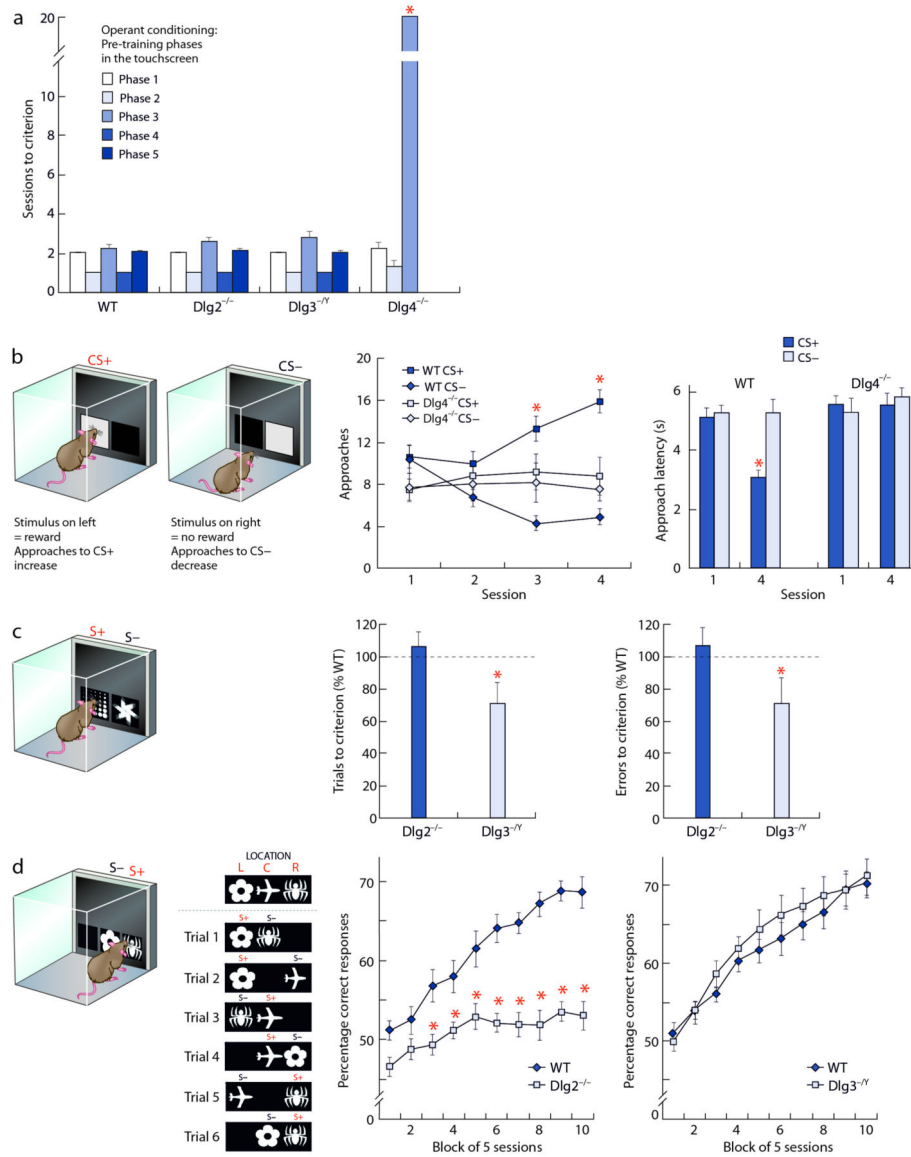 a
20
*
Operant conditioning:
Pre-training phases
in the touchscreen
Phase 1
Phase 2
Phase 3
Phase 4
Phase 5
10
8
6
4
2
0
Sessions to criterion
WT
Dlg2−/−
Dlg3−/Y
Dlg4−/−
b
CS+
CS−
Stimulus on left
= reward
Approaches to CS+
increase
Stimulus on right
= no reward
Approaches to CS−
decrease
20
16
12
8
4
0
Approaches
WT CS+
WT CS−
Dlg4−/−CS+
Dlg4−/−CS−
*
*
1 2 3 4
Session
CS+
CS−
WT
Dlg4−/−
6
4
2
0
Approach latency (s)
*
1 4 1 4
Session
c
S+
S−
120
100
80
60
40
20
0
Trials to criterion (% WT)
*
Dlg2−/−
Dlg3−/Y
120
100
80
60
40
20
0
Errors to criterion (% WT)
*
Dlg2−/−
Dlg3−/Y
d
S− S+
LOCATION
L C R
S+ S−
Trial 1
S+ S−
Trial 2
S− S+
Trial 3
S+ S−
Trial 4
S− S+
Trial 5
S− S+
Trial 6
70
60
50
0
Percentage correct responses
* * * * * * * *
WT
Dlg2−/−
2 4 6 8 10
Block of 5 sessions
70
60
50
0
Percentage correct responses
WT
Dlg3−/Y
2 4 6 8 10
Block of 5 sessions